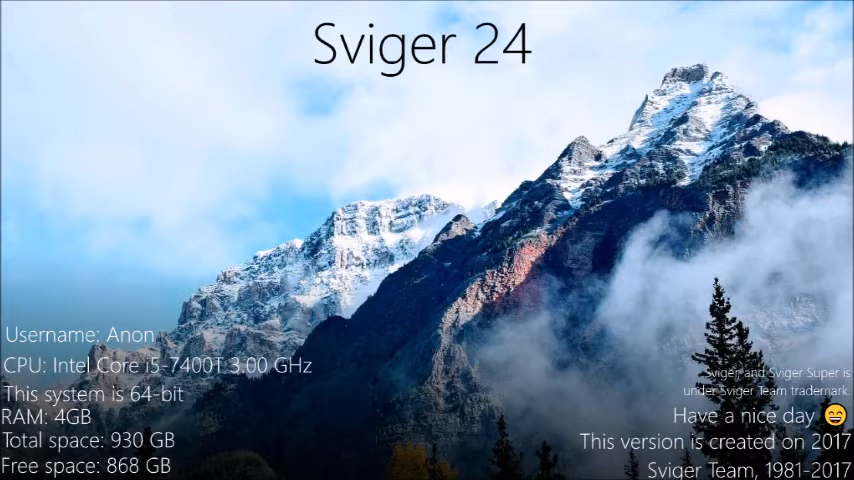 Sviger 24
Username: Anon
CPU: Intel Core i5-7400T 3.00 GHz
This system is 64-bit
RAM: 4GB
Total space: 930 GB
Free space: 868 GB
Sviger and Sviger Super is
under Sviger Team trademark.
Have a nice day 😄
This version is created on 2017
Sviger Team, 1981-2017